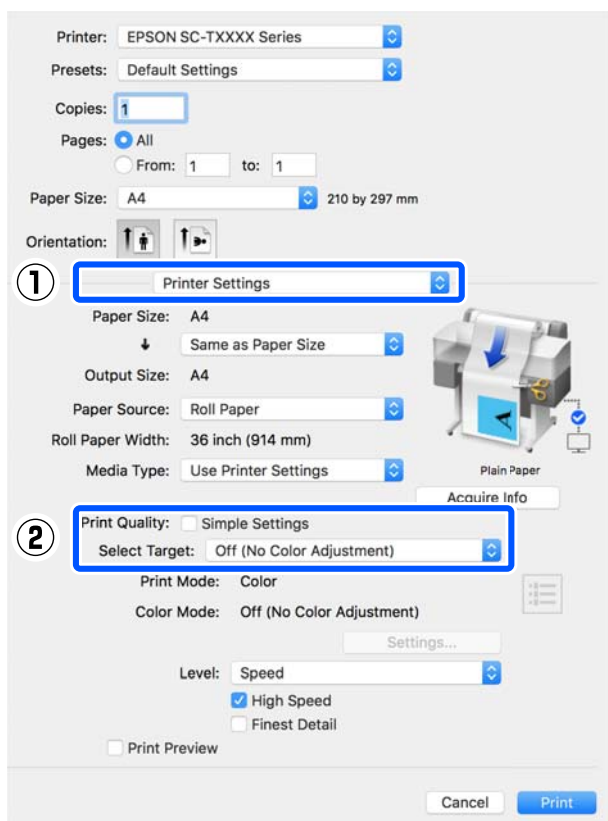 Printer: EPSON SC-TXXXX Series
Presets: Default Settings
Copies: 1
Pages: All
From: 1 to: 1
Paper Size: A4 210 by 297 mm
Orientation:
1 Printer Settings
Paper Size: A4
Same as Paper Size
Output Size: A4
Paper Source: Roll Paper
Roll Paper Width: 36 inch (914 mm)
Media Type: Use Printer Settings
Plain Paper
Acquire Info
2 Print Quality: Simple Settings
Select Target: Off (No Color Adjustment)
Print Mode: Color
Color Mode: Off (No Color Adjustment)
Settings...
Level: Speed
High Speed
Finest Detail
Print Preview
Cancel Print